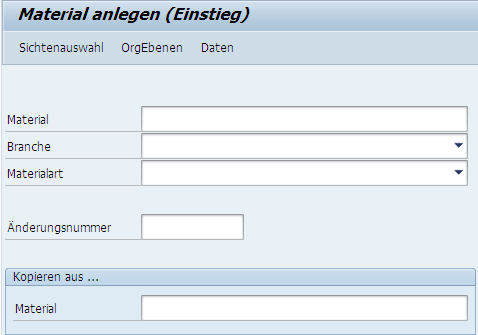 Material anlegen (Einstieg)
Sichtenauswahl OrgEbenen Daten
Material
Branche
Materialart
Änderungsnummer
Kopieren aus ...
Material